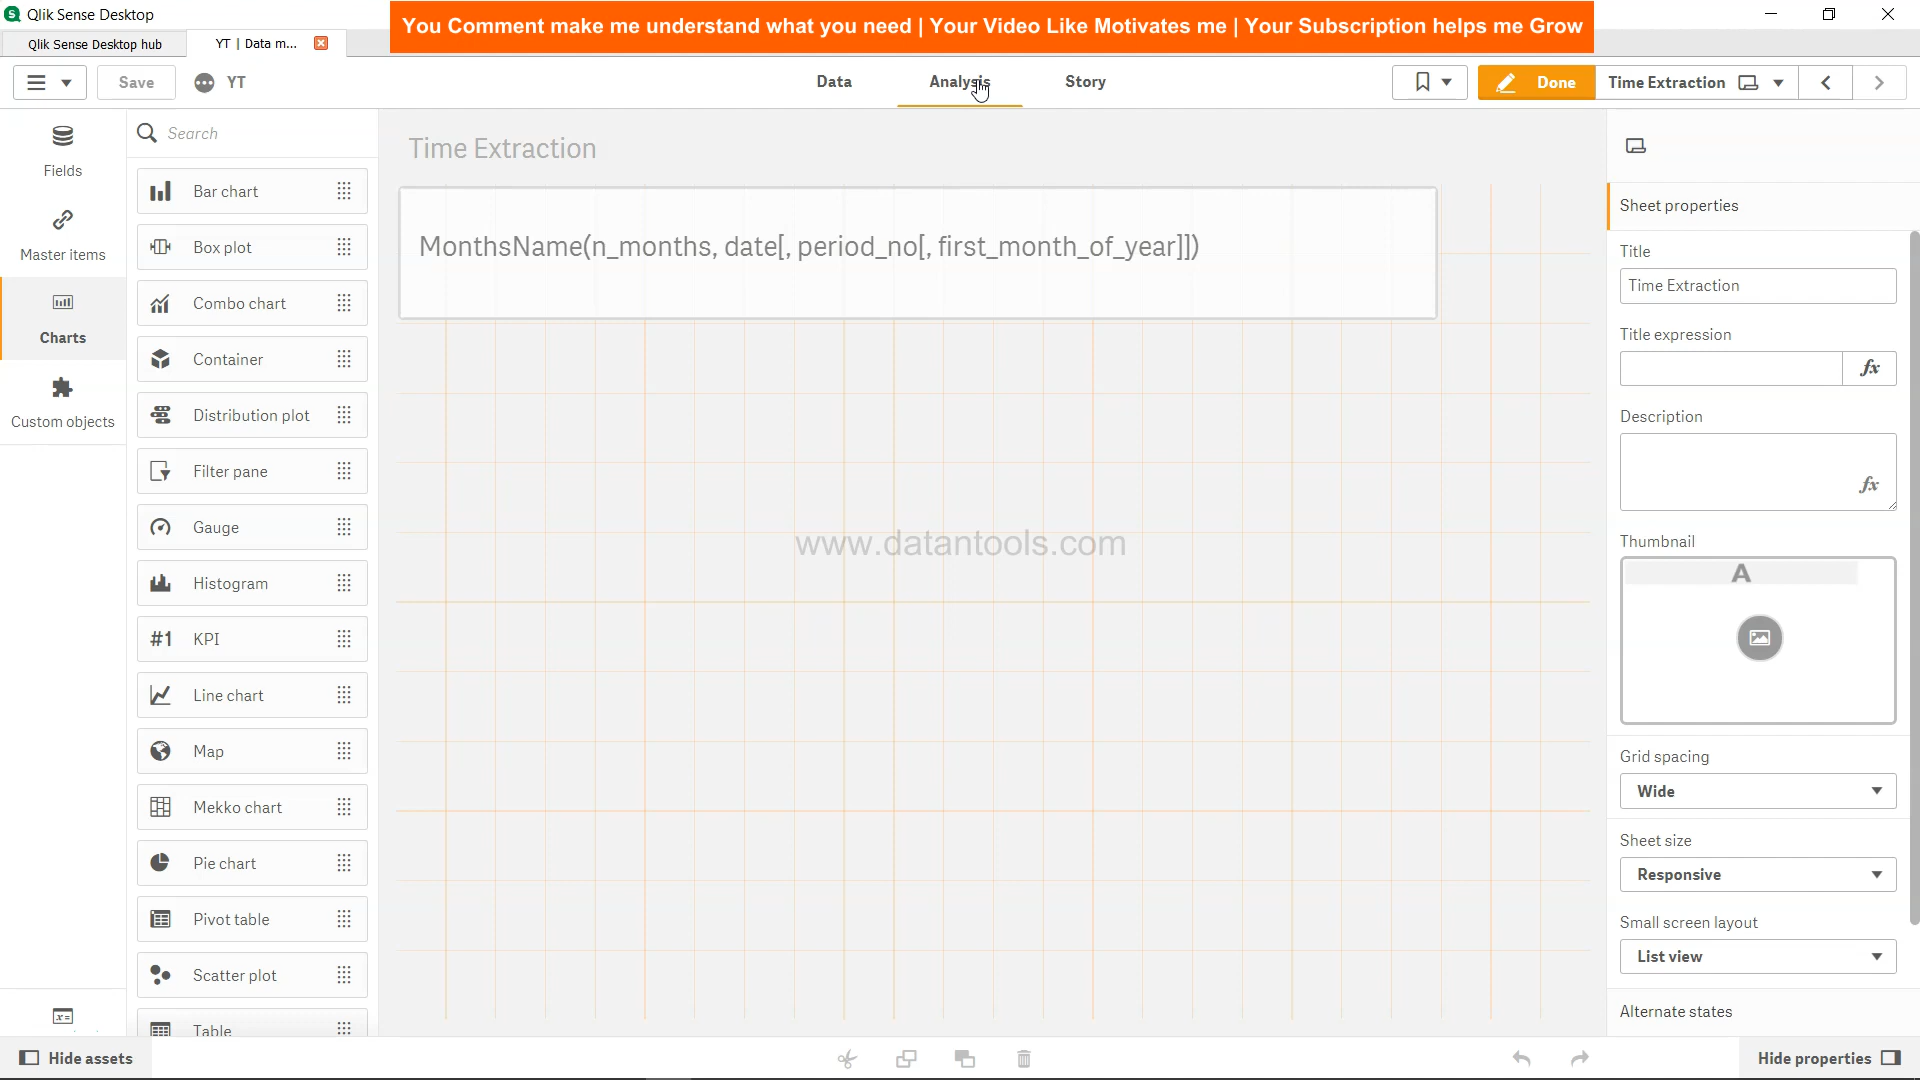 Qlik Sense Desktop
You Comment make me understand what you need | Your Video Like Motivates me | Your Subscription helps me Grow
Qlik Sense Desktop hub
YT | Data m...
Save
YT
Data
Analysis
Story
Done
Time Extraction
Fields
Master items
Charts
Custom objects
Search
Bar chart
Box plot
Combo chart
Container
Distribution plot
Filter pane
Gauge
Histogram
#1 KPI
Line chart
Map
Mekko chart
Pie chart
Pivot table
Scatter plot
Table
Time Extraction
MonthsName(n_months, date[, period_no[, first_month_of_year]])
www.datantools.com
Sheet properties
Title
Time Extraction
Title expression
fx
Description
fx
Thumbnail
A
Grid spacing
Wide
Sheet size
Responsive
Small screen layout
List view
Alternate states
Hide assets
Hide properties